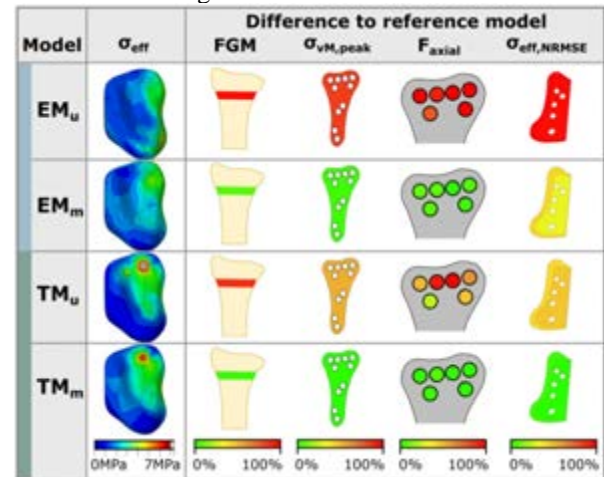 Difference to reference model
Model σeff FGM σvM,peak Faxial σeff,NRMSE
EMu
EMm
TMu
TMm
0MPa 7MPa 0% 100% 0% 100% 0% 100% 0% 100%